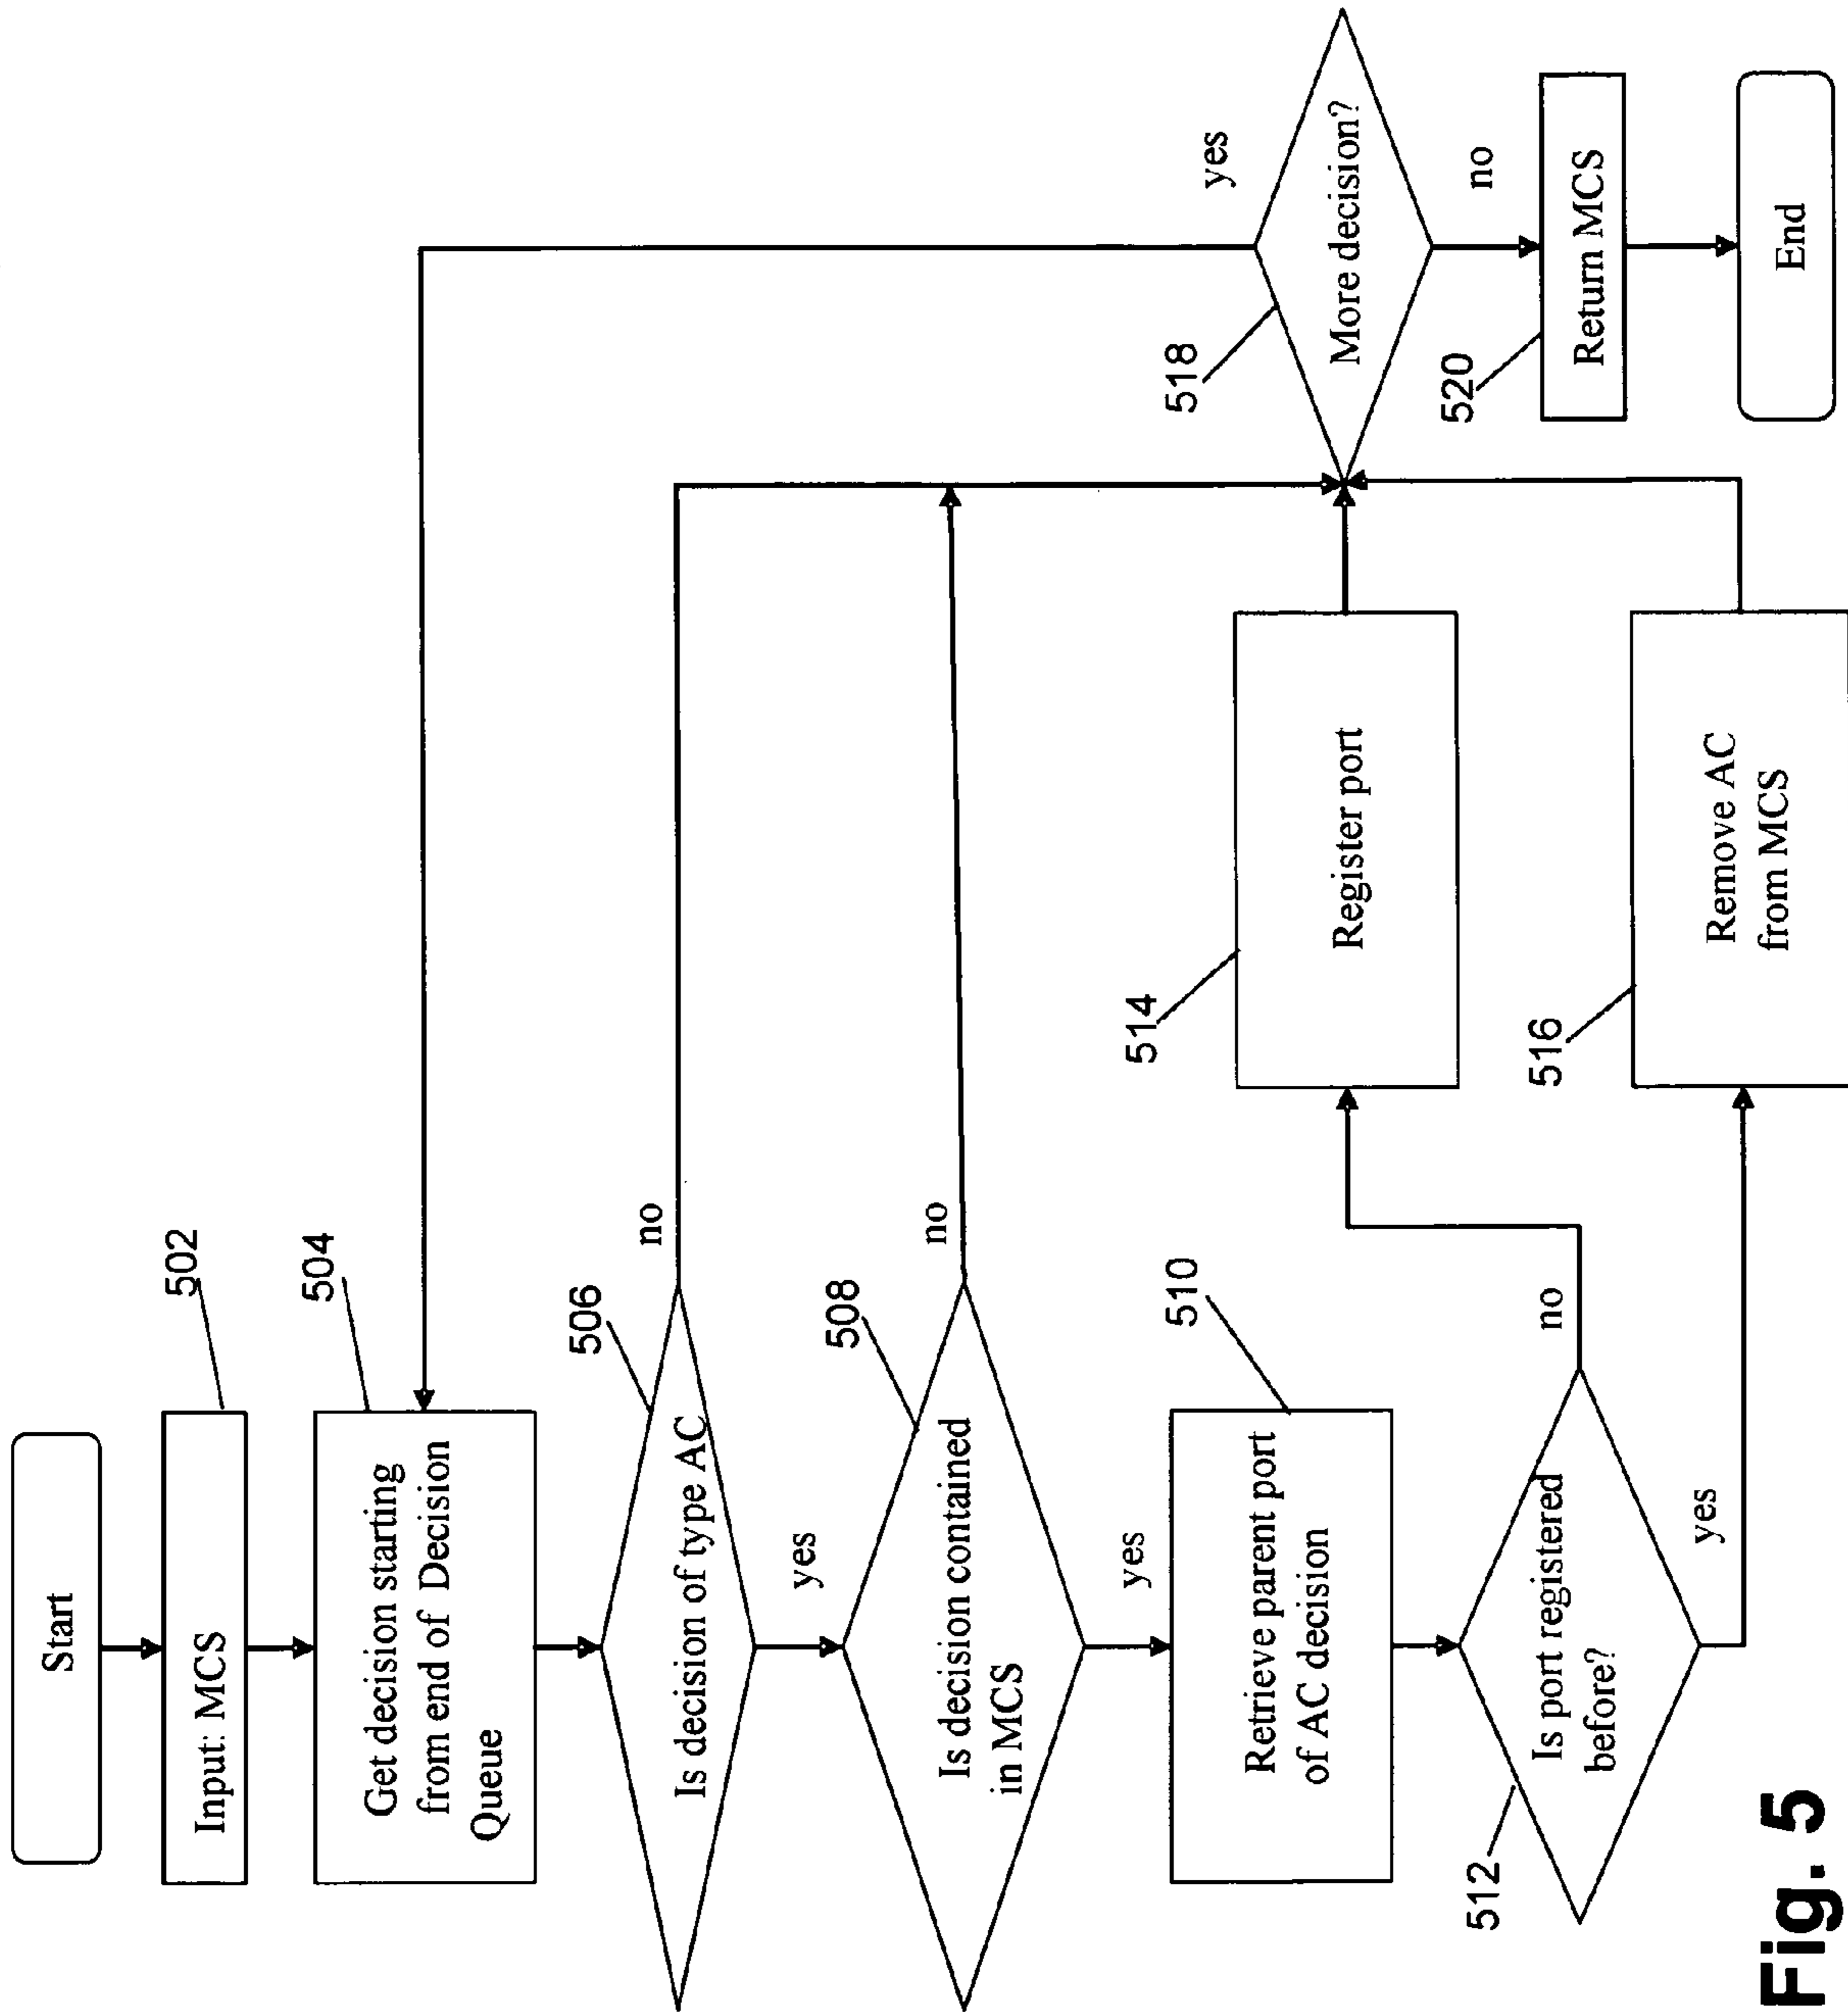 Start
Input: MCS
502
Get decision starting
from end of Decision
Queue
504
Is decision of type AC
506
no
yes
Is decision contained
in MCS
508
no
yes
Retrieve parent port
of AC decision
510
Is port registered
before?
512
no
yes
Register port
514
Remove AC
from MCS
516
More decision?
518
yes
no
Return MCS
520
End
Fig. 5